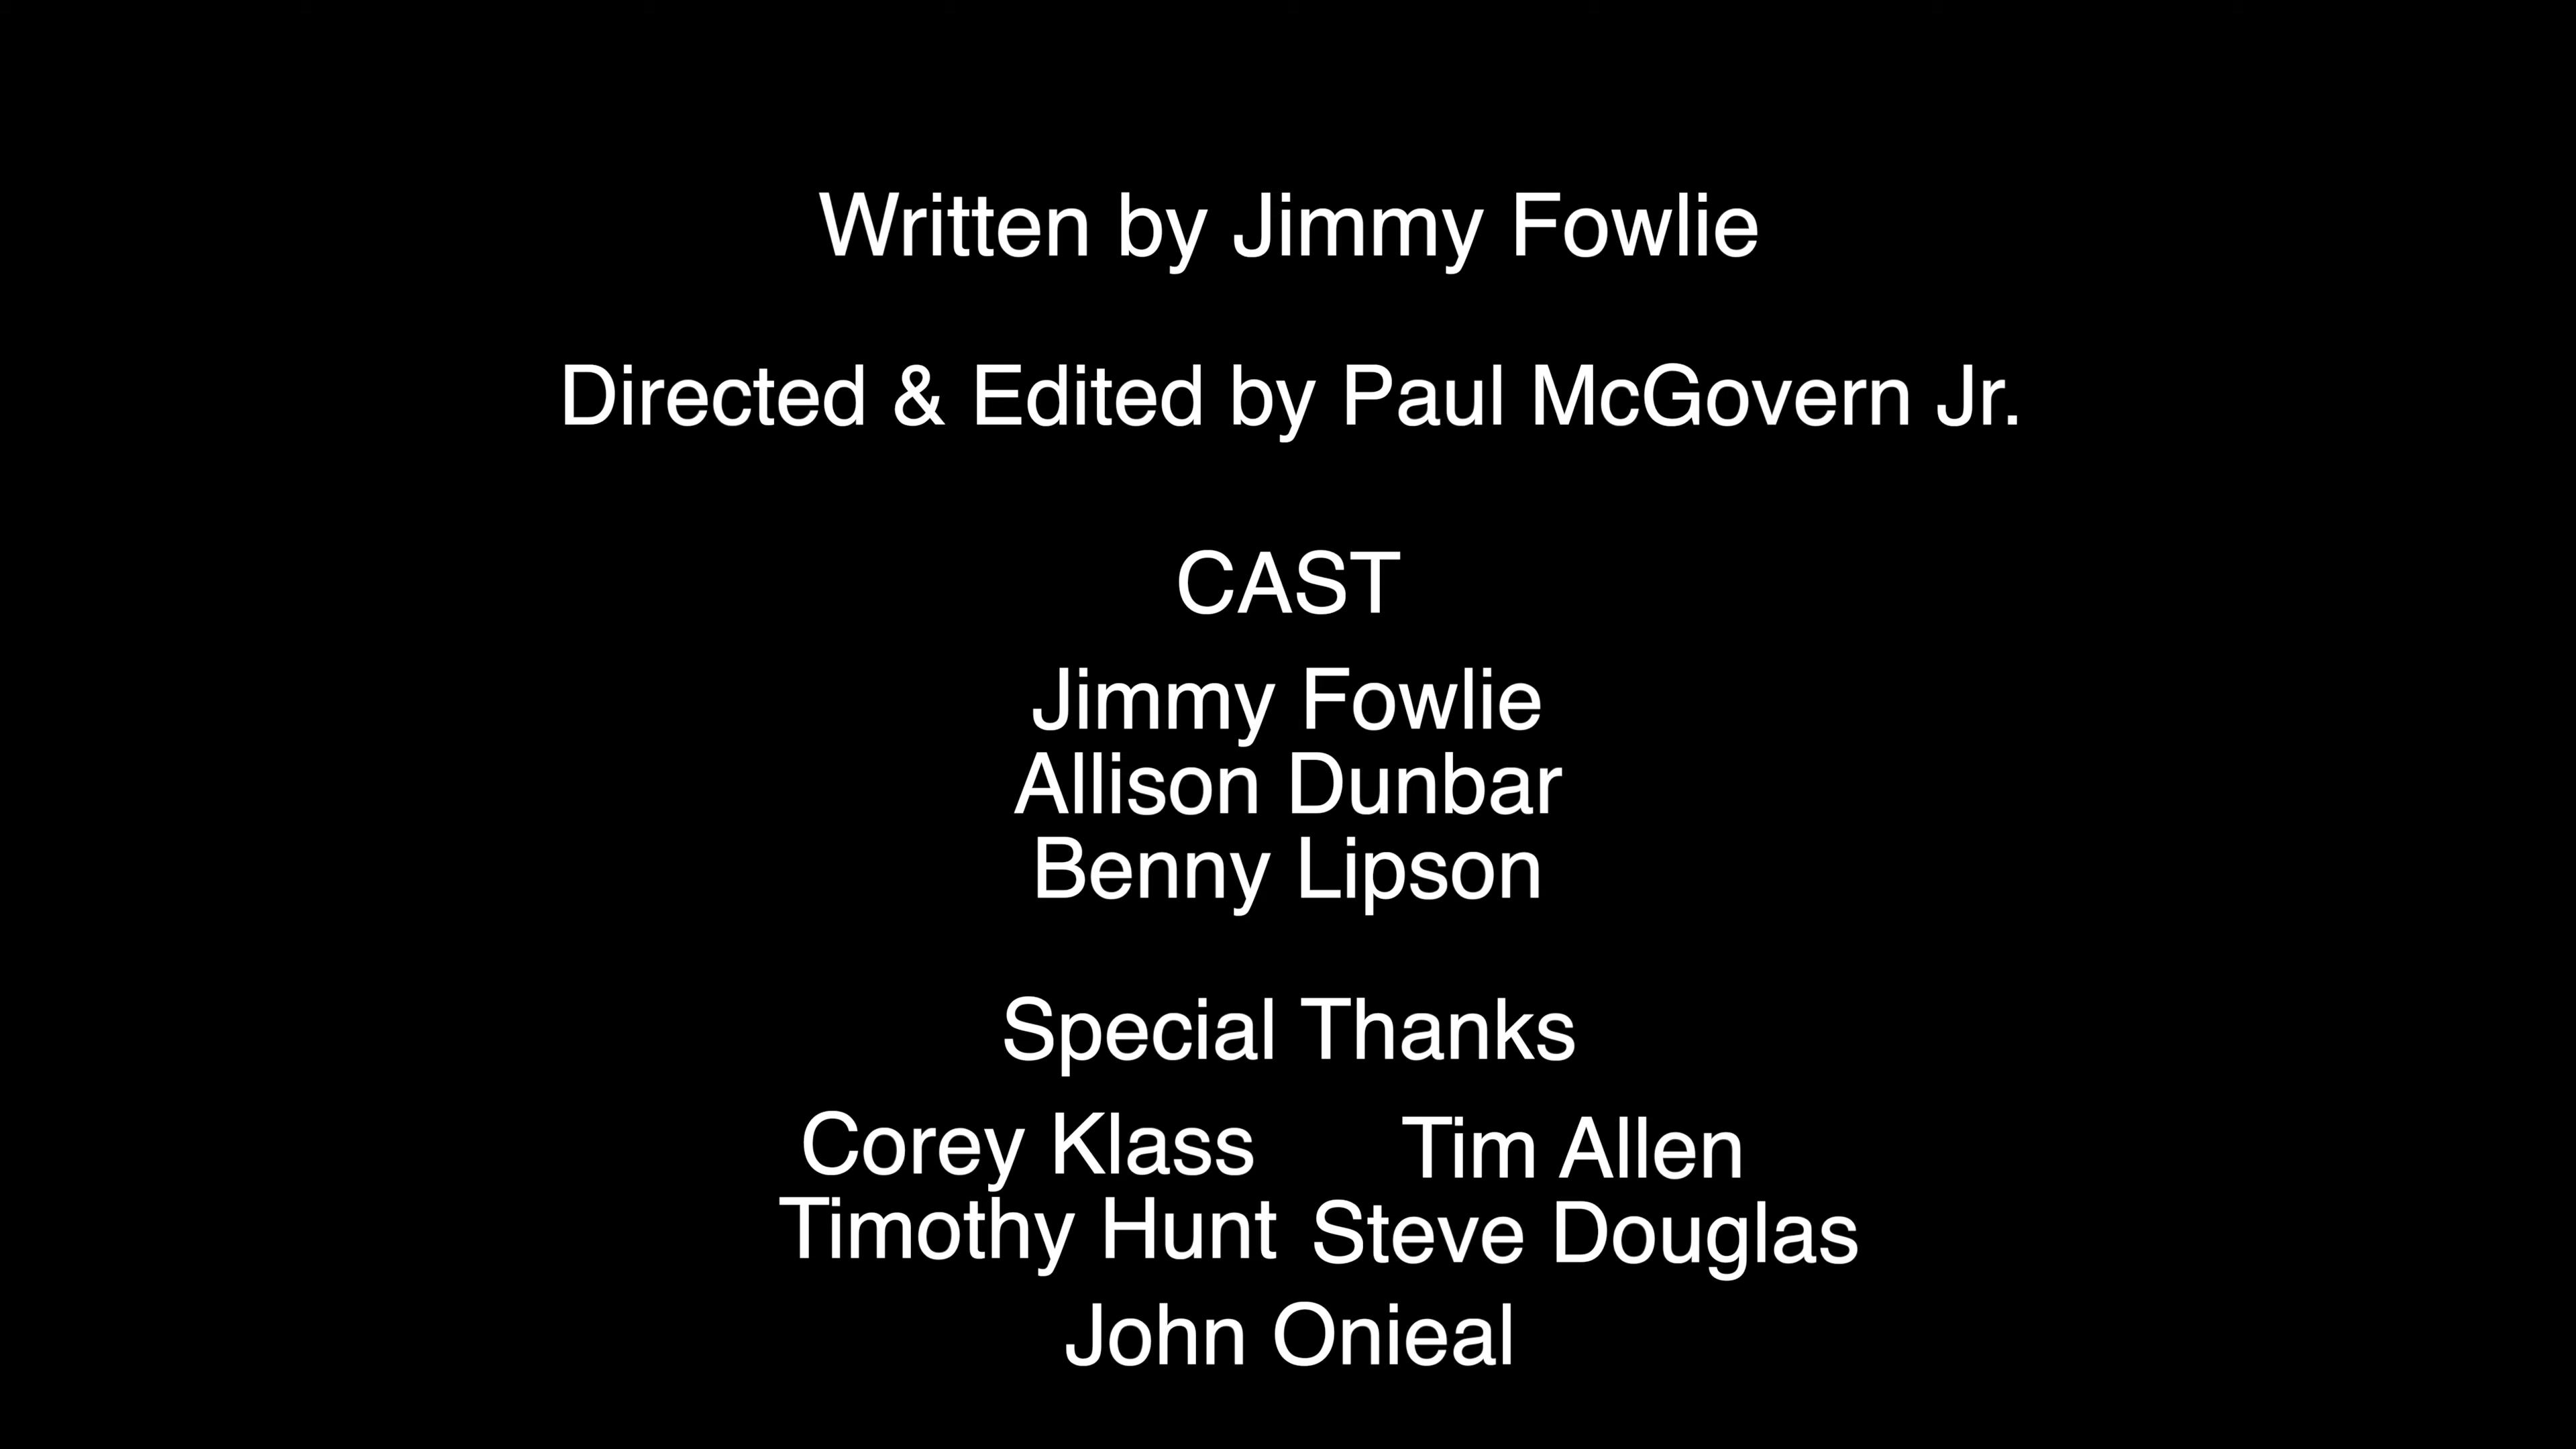 Written by Jimmy Fowlie
Directed & Edited by Paul McGovern Jr.
CAST
Jimmy Fowlie
Allison Dunbar
Benny Lipson
Special Thanks
Corey Klass Tim Allen
Timothy Hunt Steve Douglas
John Onieal